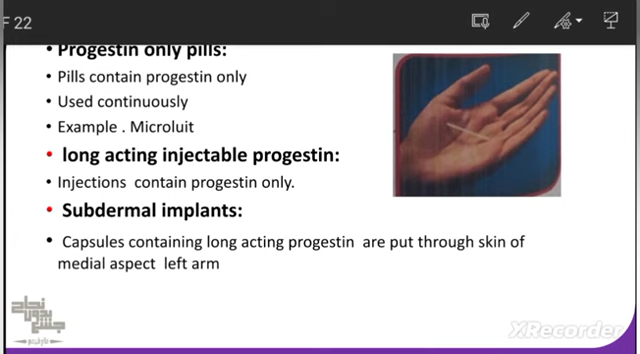 F 22
• Progestin only pills:
• Pills contain progestin only
• Used continuously
• Example . Microluit
• long acting injectable progestin:
• Injections contain progestin only.
• Subdermal implants:
• Capsules containing long acting progestin are put through skin of
medial aspect left arm
XRecorder